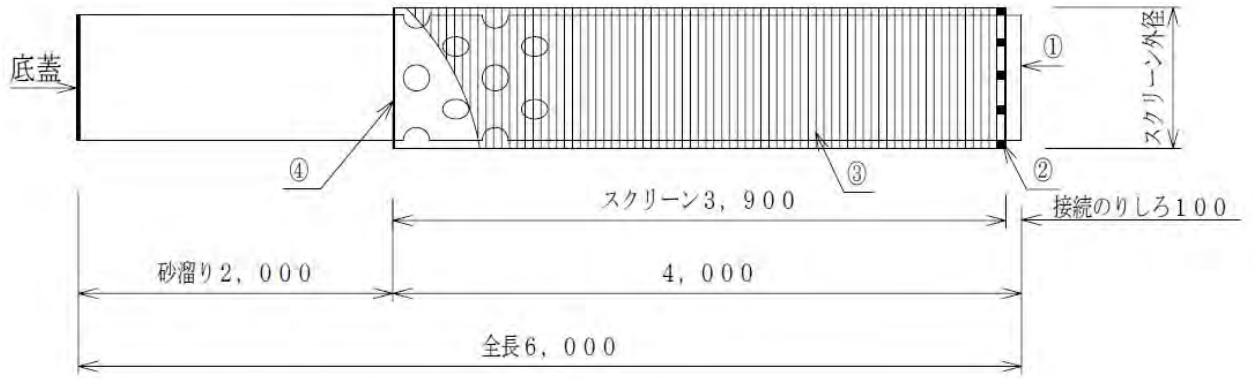 底蓋
①
スクリーン外径
④
③
②
スクリーン3,900
接続のりしろ100
砂溜り2,000
4,000
全長6,000